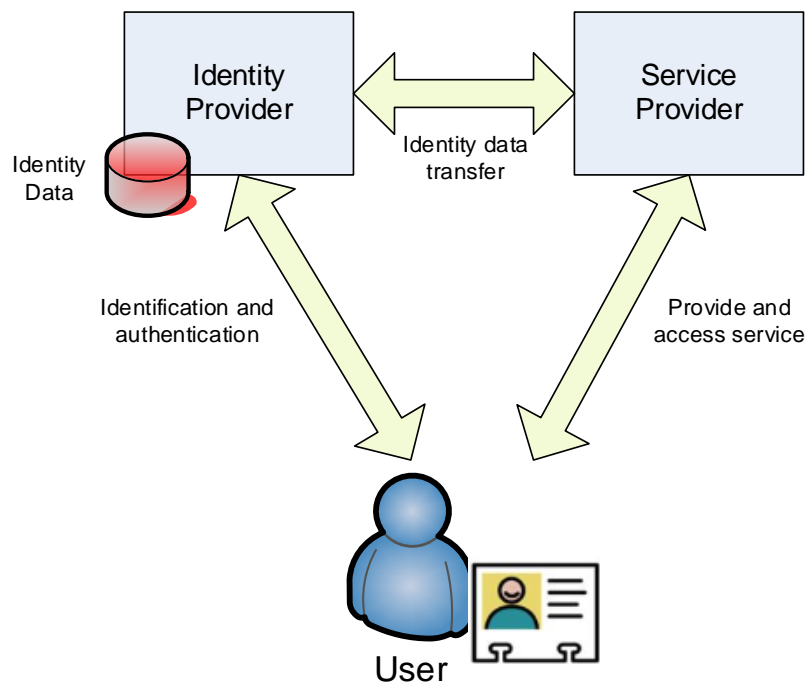 Identity
Provider
Service
Provider
Identity data
transfer
Identity
Data
Identification and
authentication
Provide and
access service
User